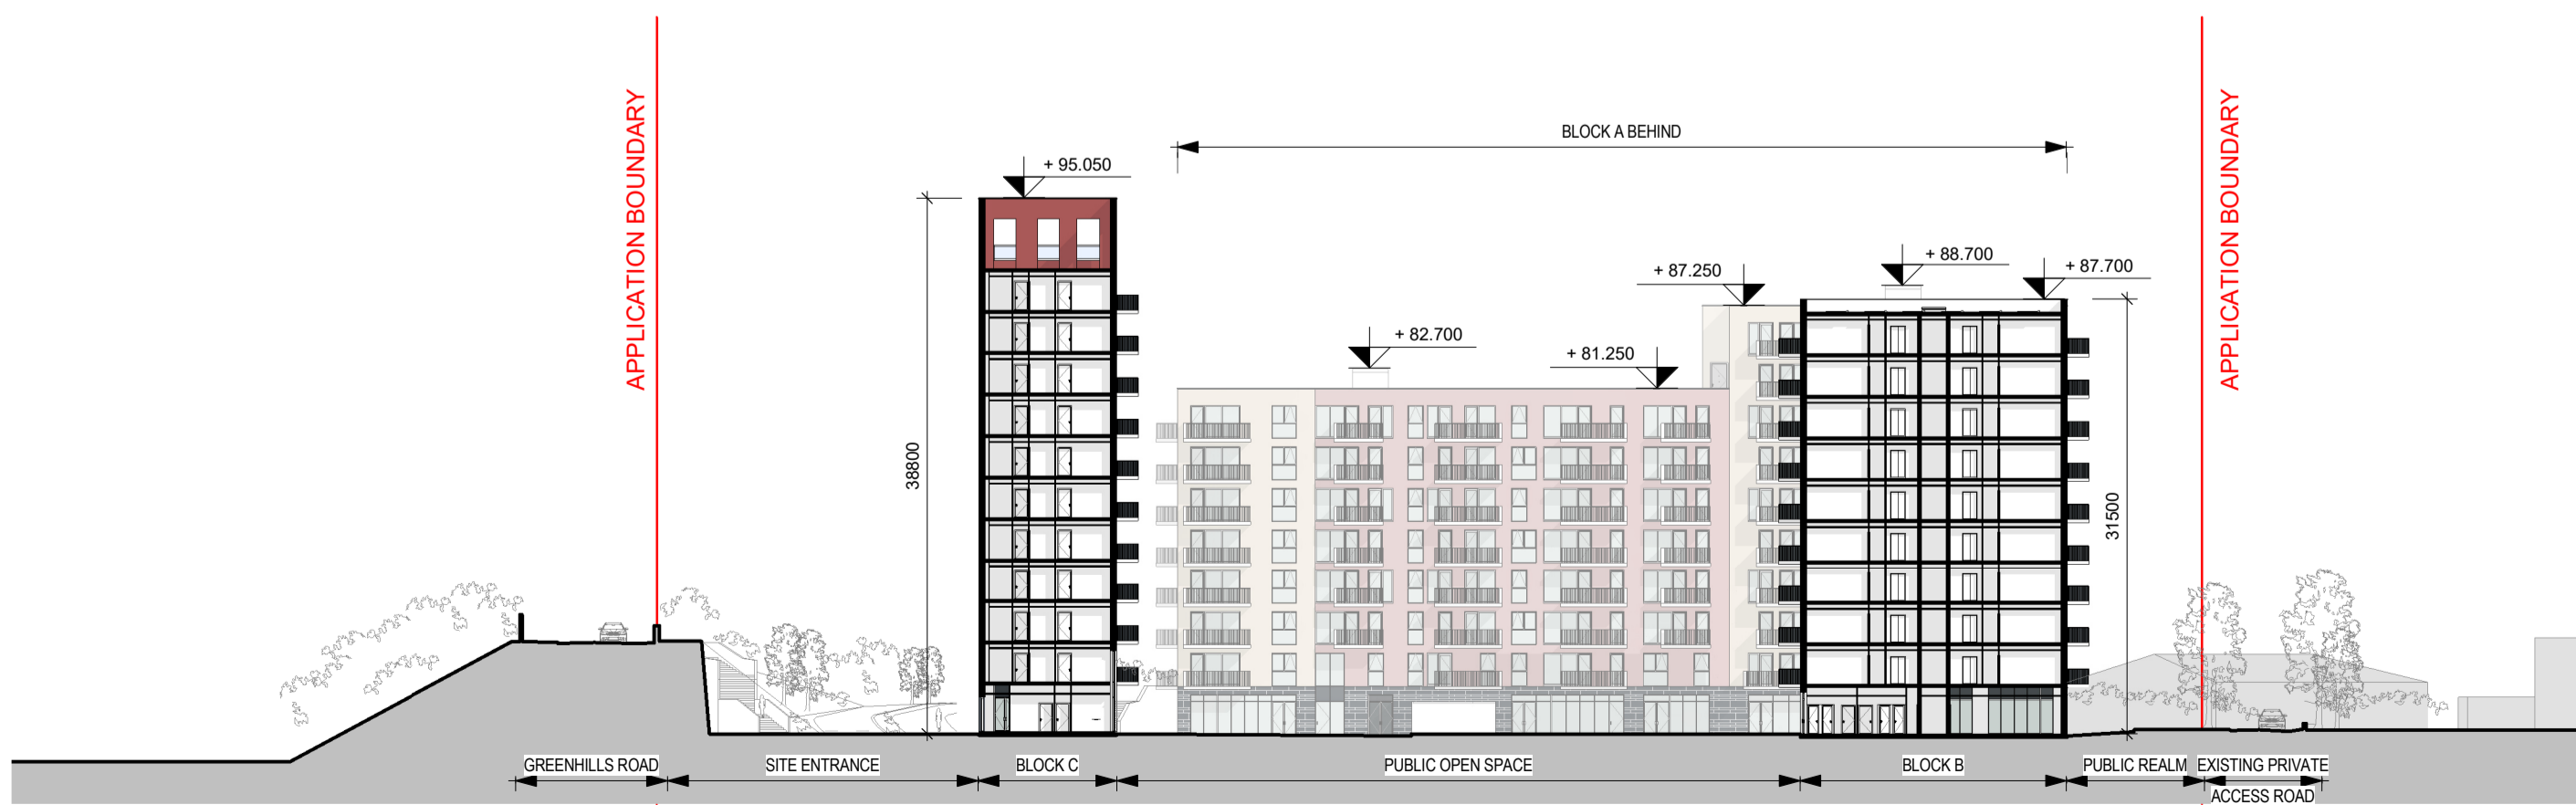 APPLICATION BOUNDARY
APPLICATION BOUNDARY
BLOCK A BEHIND
+ 95.050
+ 88.700
+ 87.700
+ 87.250
+ 82.700
+ 81.250
38800
31500
GREENHILLS ROAD
SITE ENTRANCE
BLOCK C
PUBLIC OPEN SPACE
BLOCK B
PUBLIC REALM
EXISTING PRIVATE
ACCESS ROAD